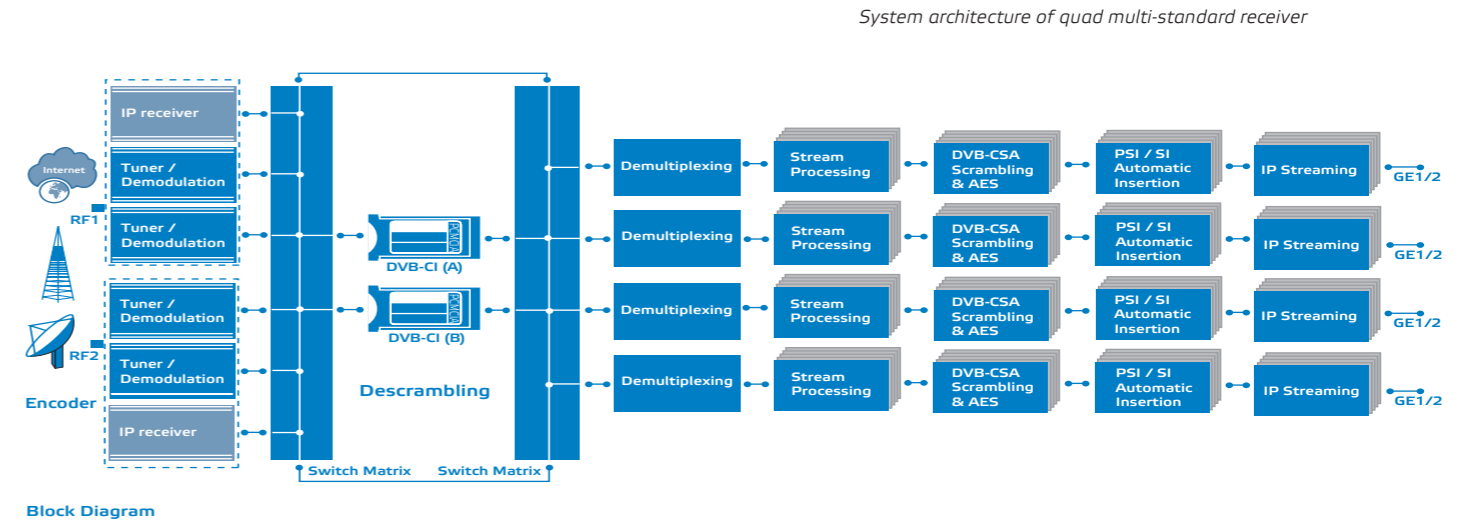 System architecture of quad multi-standard receiver
IP receiver
Internet
Tuner /
Demodulation
RF1
Tuner /
Demodulation
Tuner /
Demodulation
RF2
Tuner /
Demodulation
Encoder
IP receiver
PCMCIA
DVB-CI (A)
PCMCIA
DVB-CI (B)
Descrambling
Switch Matrix
Switch Matrix
Demultiplexing
Stream
Processing
DVB-CSA
Scrambling
& AES
PSI / SI
Automatic
Insertion
IP Streaming
GE1/2
Demultiplexing
Stream
Processing
DVB-CSA
Scrambling
& AES
PSI / SI
Automatic
Insertion
IP Streaming
GE1/2
Demultiplexing
Stream
Processing
DVB-CSA
Scrambling
& AES
PSI / SI
Automatic
Insertion
IP Streaming
GE1/2
Demultiplexing
Stream
Processing
DVB-CSA
Scrambling
& AES
PSI / SI
Automatic
Insertion
IP Streaming
GE1/2
Block Diagram